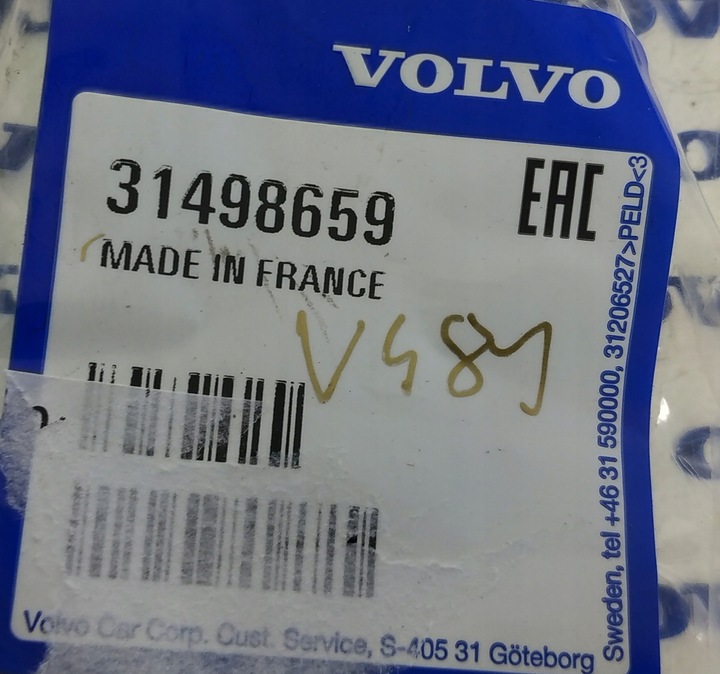 VOLVO
31498659
EAC
MADE IN FRANCE
Volvo Car Corp. Cust. Service, S-405 31 Göteborg
Sweden, tel +46 31 590000, 31206527>PELD<3